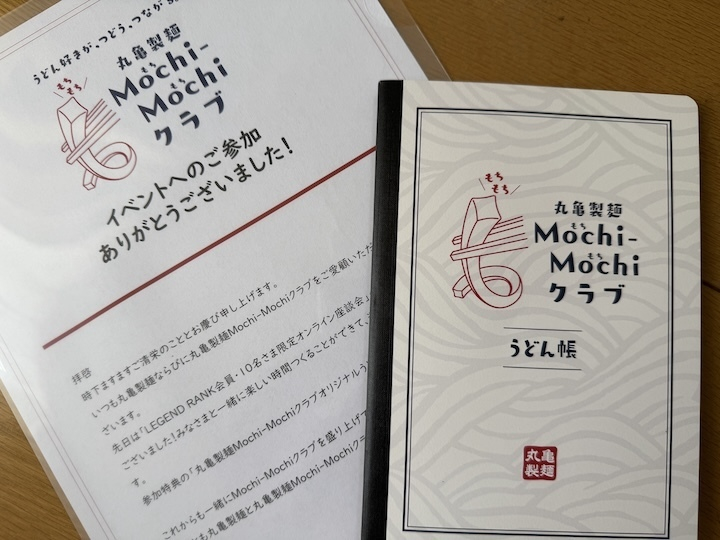 うどん好きが、つどう、つながる
もち
もち
丸亀製麺
もち
Mochi-
もち
Mochi
クラブ
イベントへのご参加
ありがとうございました!
拝啓
時下ますますご清栄のこととお慶び申し上げます。
いつも丸亀製麺ならびに丸亀製麺Mochi-Mochiクラブをご愛顧いただ
ざいます。
先日は「LEGEND RANK会員・10名さま限定オンライン座談会」
ございました!みなさまと一緒に楽しい時間つくることができて、
す。
参加特典の「丸亀製麺Mochi-Mochiクラブオリジナルう
これからも一緒にMochi-Mochiクラブを盛り上げて
も丸亀製麺と丸亀製麺Mochi-Mochiクラ
もち
もち
丸亀製麺
もち
Mochi-
もち
Mochi
クラブ
うどん帳
丸亀
製麺